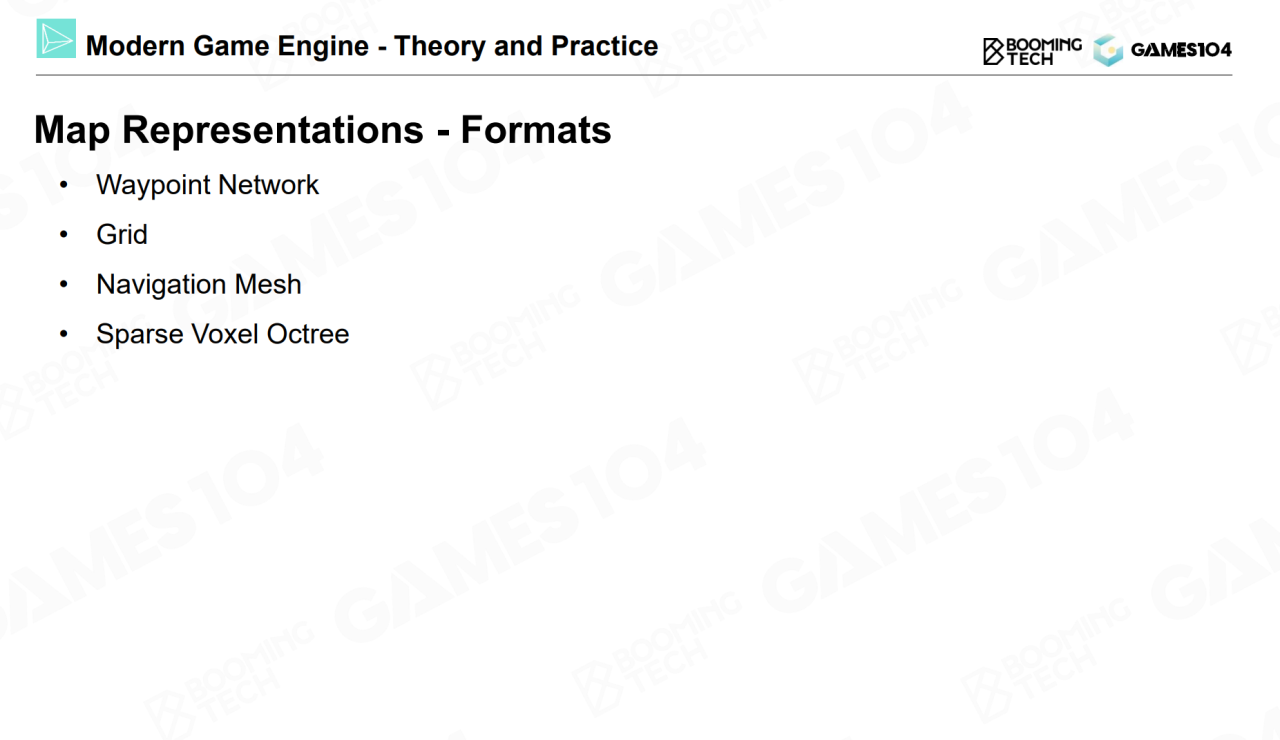 Modern Game Engine - Theory and Practice
BOOMING
TECH
GAMES104
Map Representations - Formats
• Waypoint Network
• Grid
• Navigation Mesh
• Sparse Voxel Octree